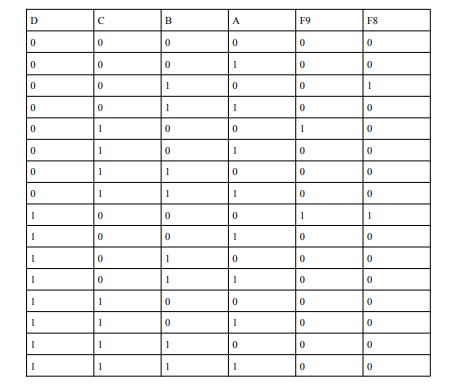 D C B A F9 F8
0 0 0 0 0 0
0 0 0 1 0 0
0 0 1 0 0 1
0 0 1 1 0 0
0 1 0 0 1 0
0 1 0 1 0 0
0 1 1 0 0 0
0 1 1 1 0 0
1 0 0 0 1 1
1 0 0 1 0 0
1 0 1 0 0 0
1 0 1 1 0 0
1 1 0 0 0 0
1 1 0 1 0 0
1 1 1 0 0 0
1 1 1 1 0 0